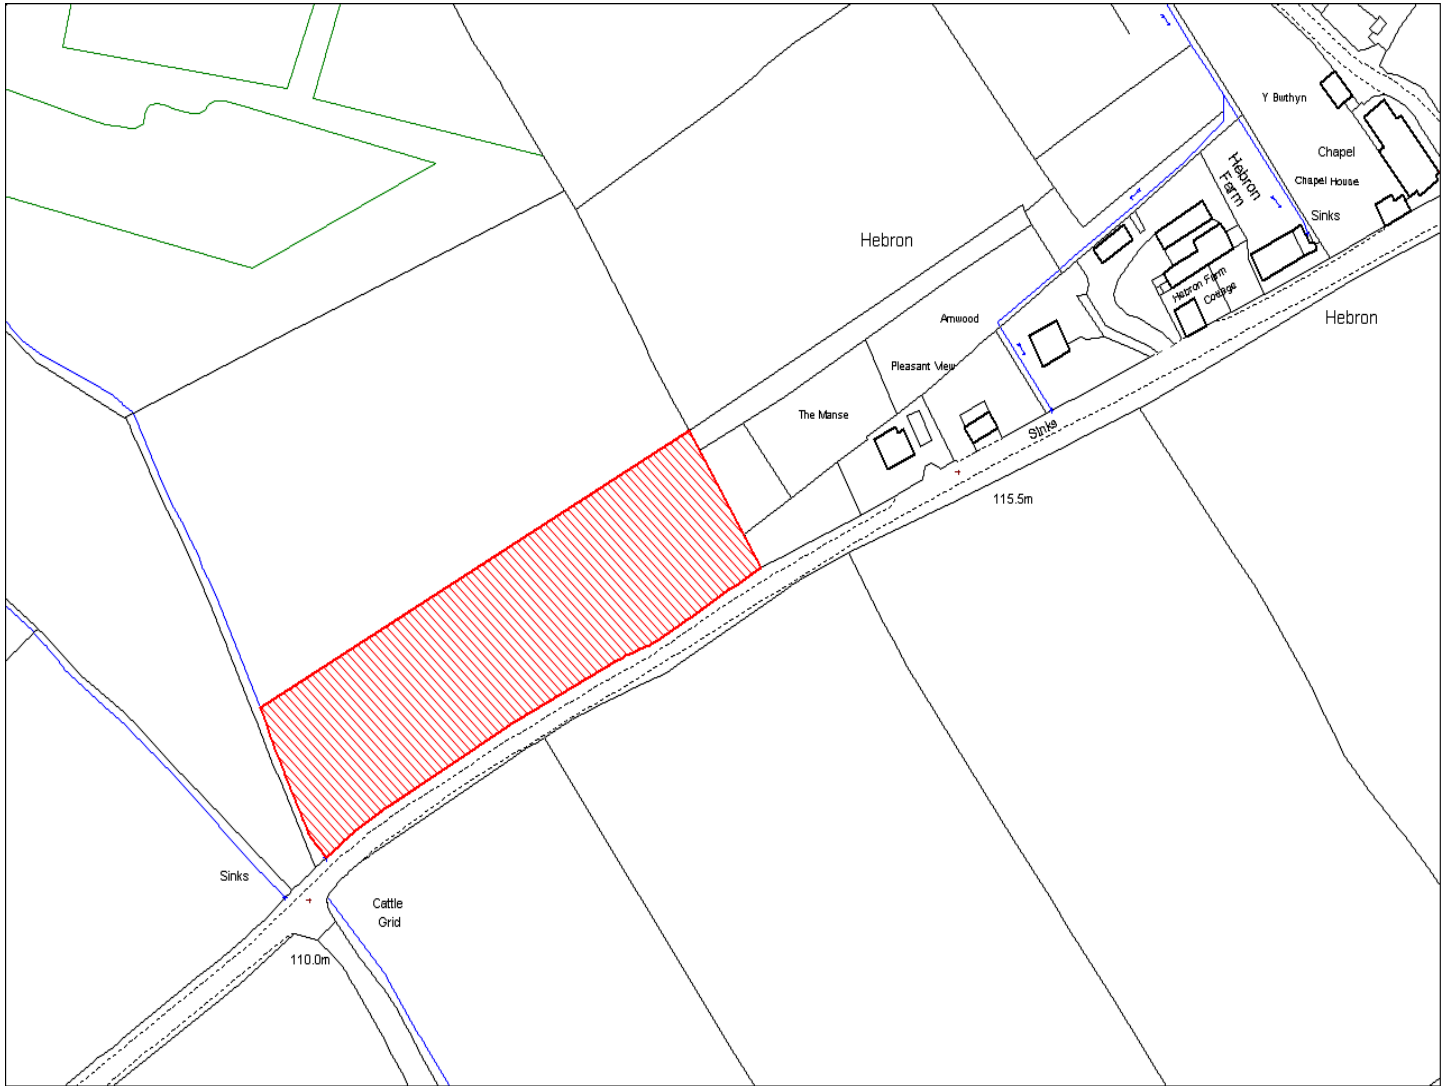 Y Bwthyn
Chapel
Chapel House
Hebron
Farm
Sinks
Hebron
Hebron Farm
Cottage
Hebron
Arnwood
Pleasant View
The Manse
Sinks
115.5m
Sinks
Cattle
Grid
110.0m